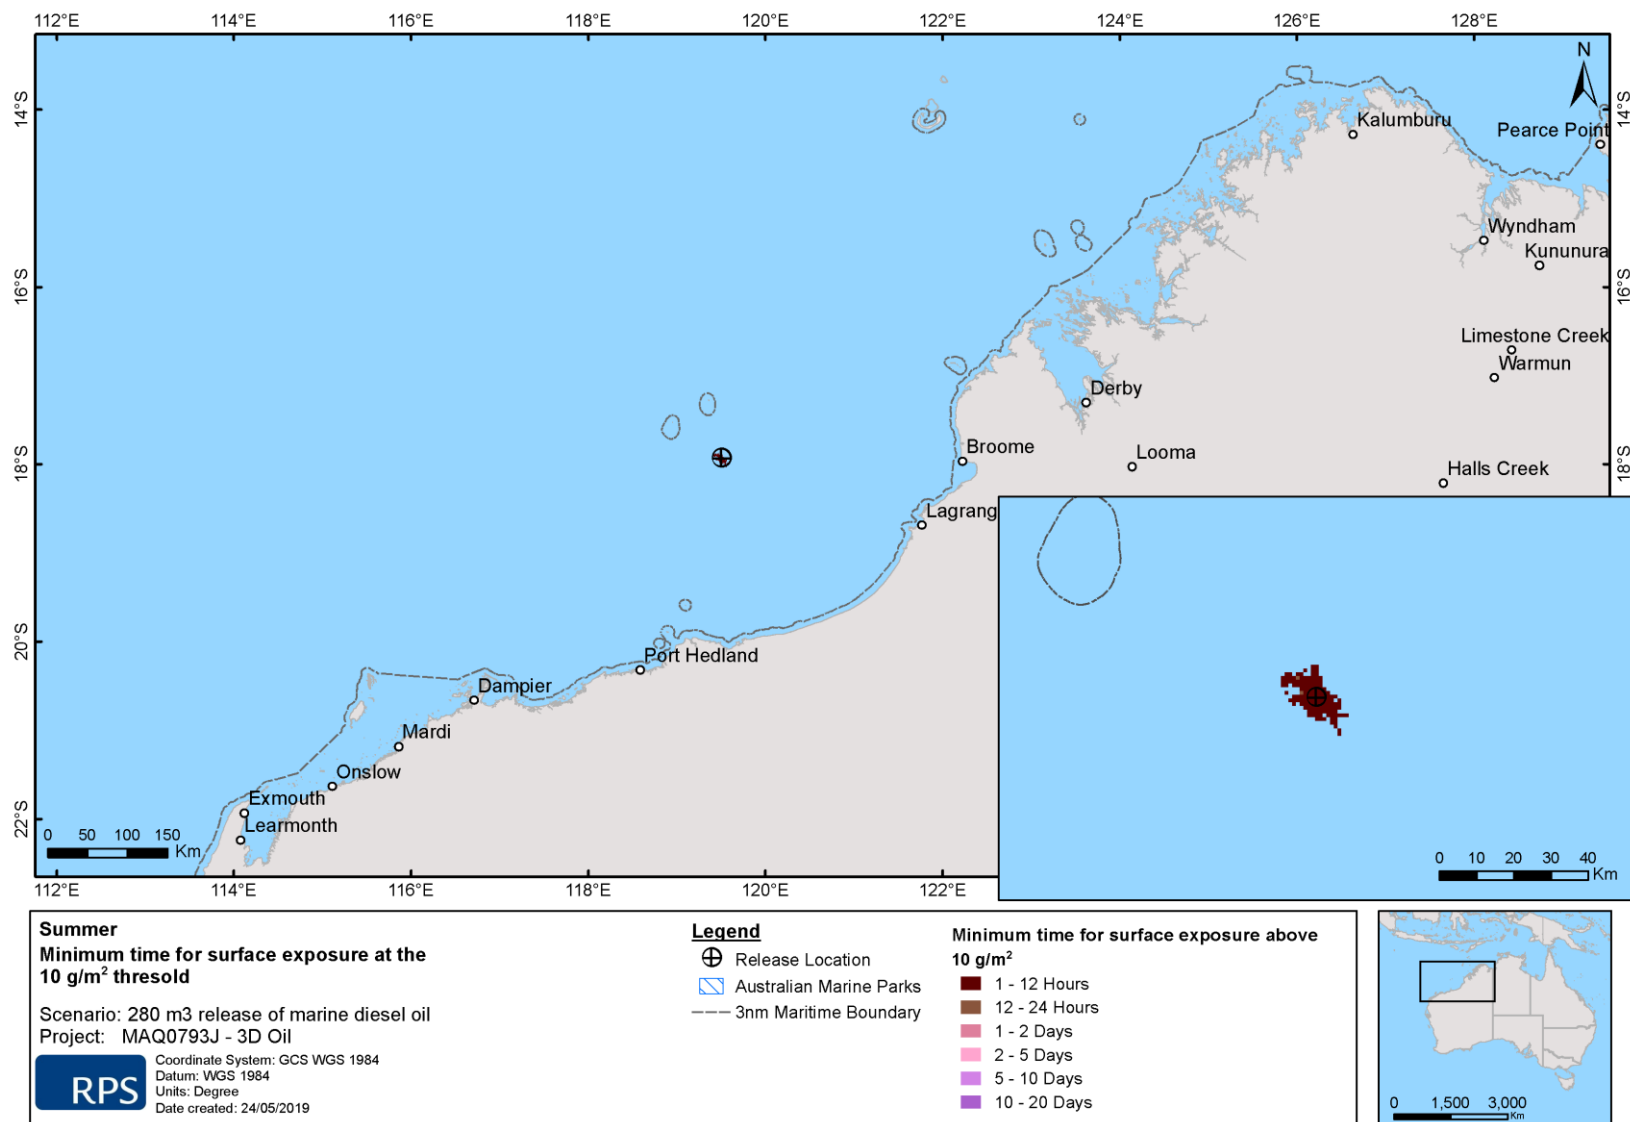 112°E 114°E 116°E 118°E 120°E 122°E 124°E 126°E 128°E
N
14°S 14°S
Kalumburu
Pearce Point
Wyndham
Kununura
16°S 16°S
Limestone Creek
Warmun
Derby
Broome
Looma
18°S 18°S
Halls Creek
Lagrang
20°S
Port Hedland
Dampier
Mardi
Onslow
Exmouth
22°S
Learmonth
0 50 100 150
Km
0 10 20 30 40
Km
112°E 114°E 116°E 118°E 120°E 122°E
Summer
Minimum time for surface exposure at the
10 g/m² thresold
Scenario: 280 m3 release of marine diesel oil
Project: MAQ0793J - 3D Oil
RPS
Coordinate System: GCS WGS 1984
Datum: WGS 1984
Units: Degree
Date created: 24/05/2019
Legend
Release Location
Australian Marine Parks
3nm Maritime Boundary
Minimum time for surface exposure above
10 g/m²
1 - 12 Hours
12 - 24 Hours
1 - 2 Days
2 - 5 Days
5 - 10 Days
10 - 20 Days
0 1,500 3,000
Km